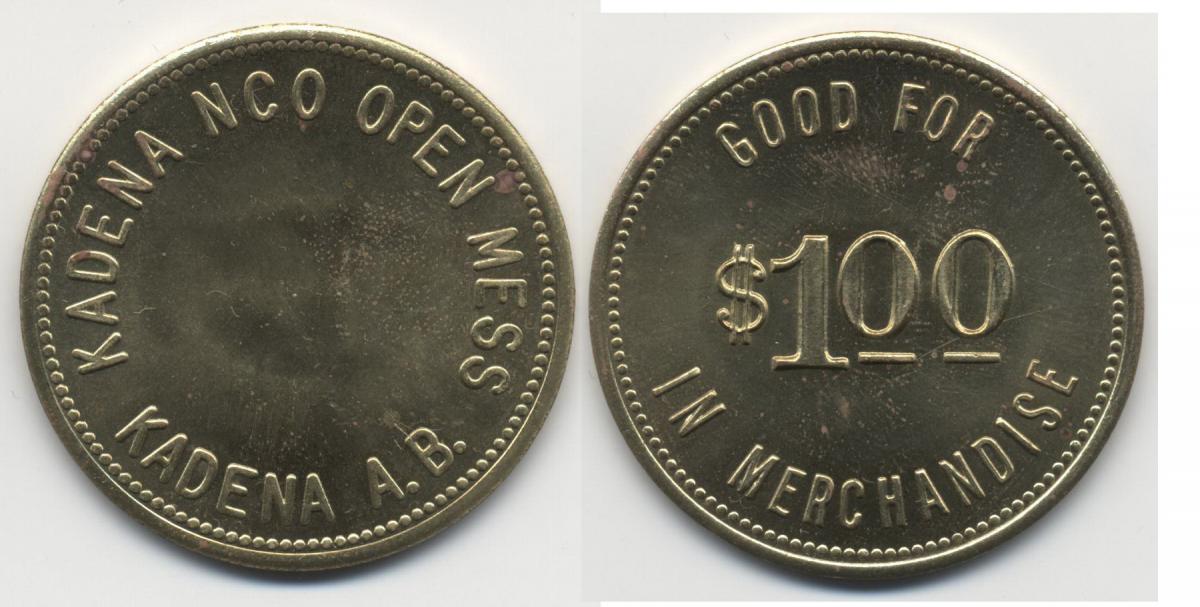 KADENA NCO OPEN MESS
KADENA A.B.
GOOD FOR
$1.00
IN MERCHANDISE